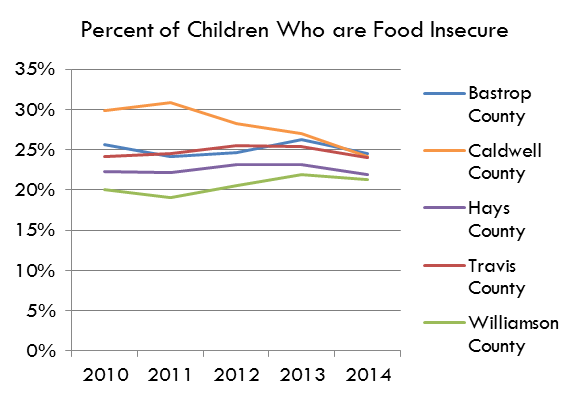 Percent of Children Who are Food Insecure
35%
30%
25%
20%
15%
10%
5%
0%
2010 2011 2012 2013 2014
Bastrop
County
Caldwell
County
Hays
County
Travis
County
Williamson
County